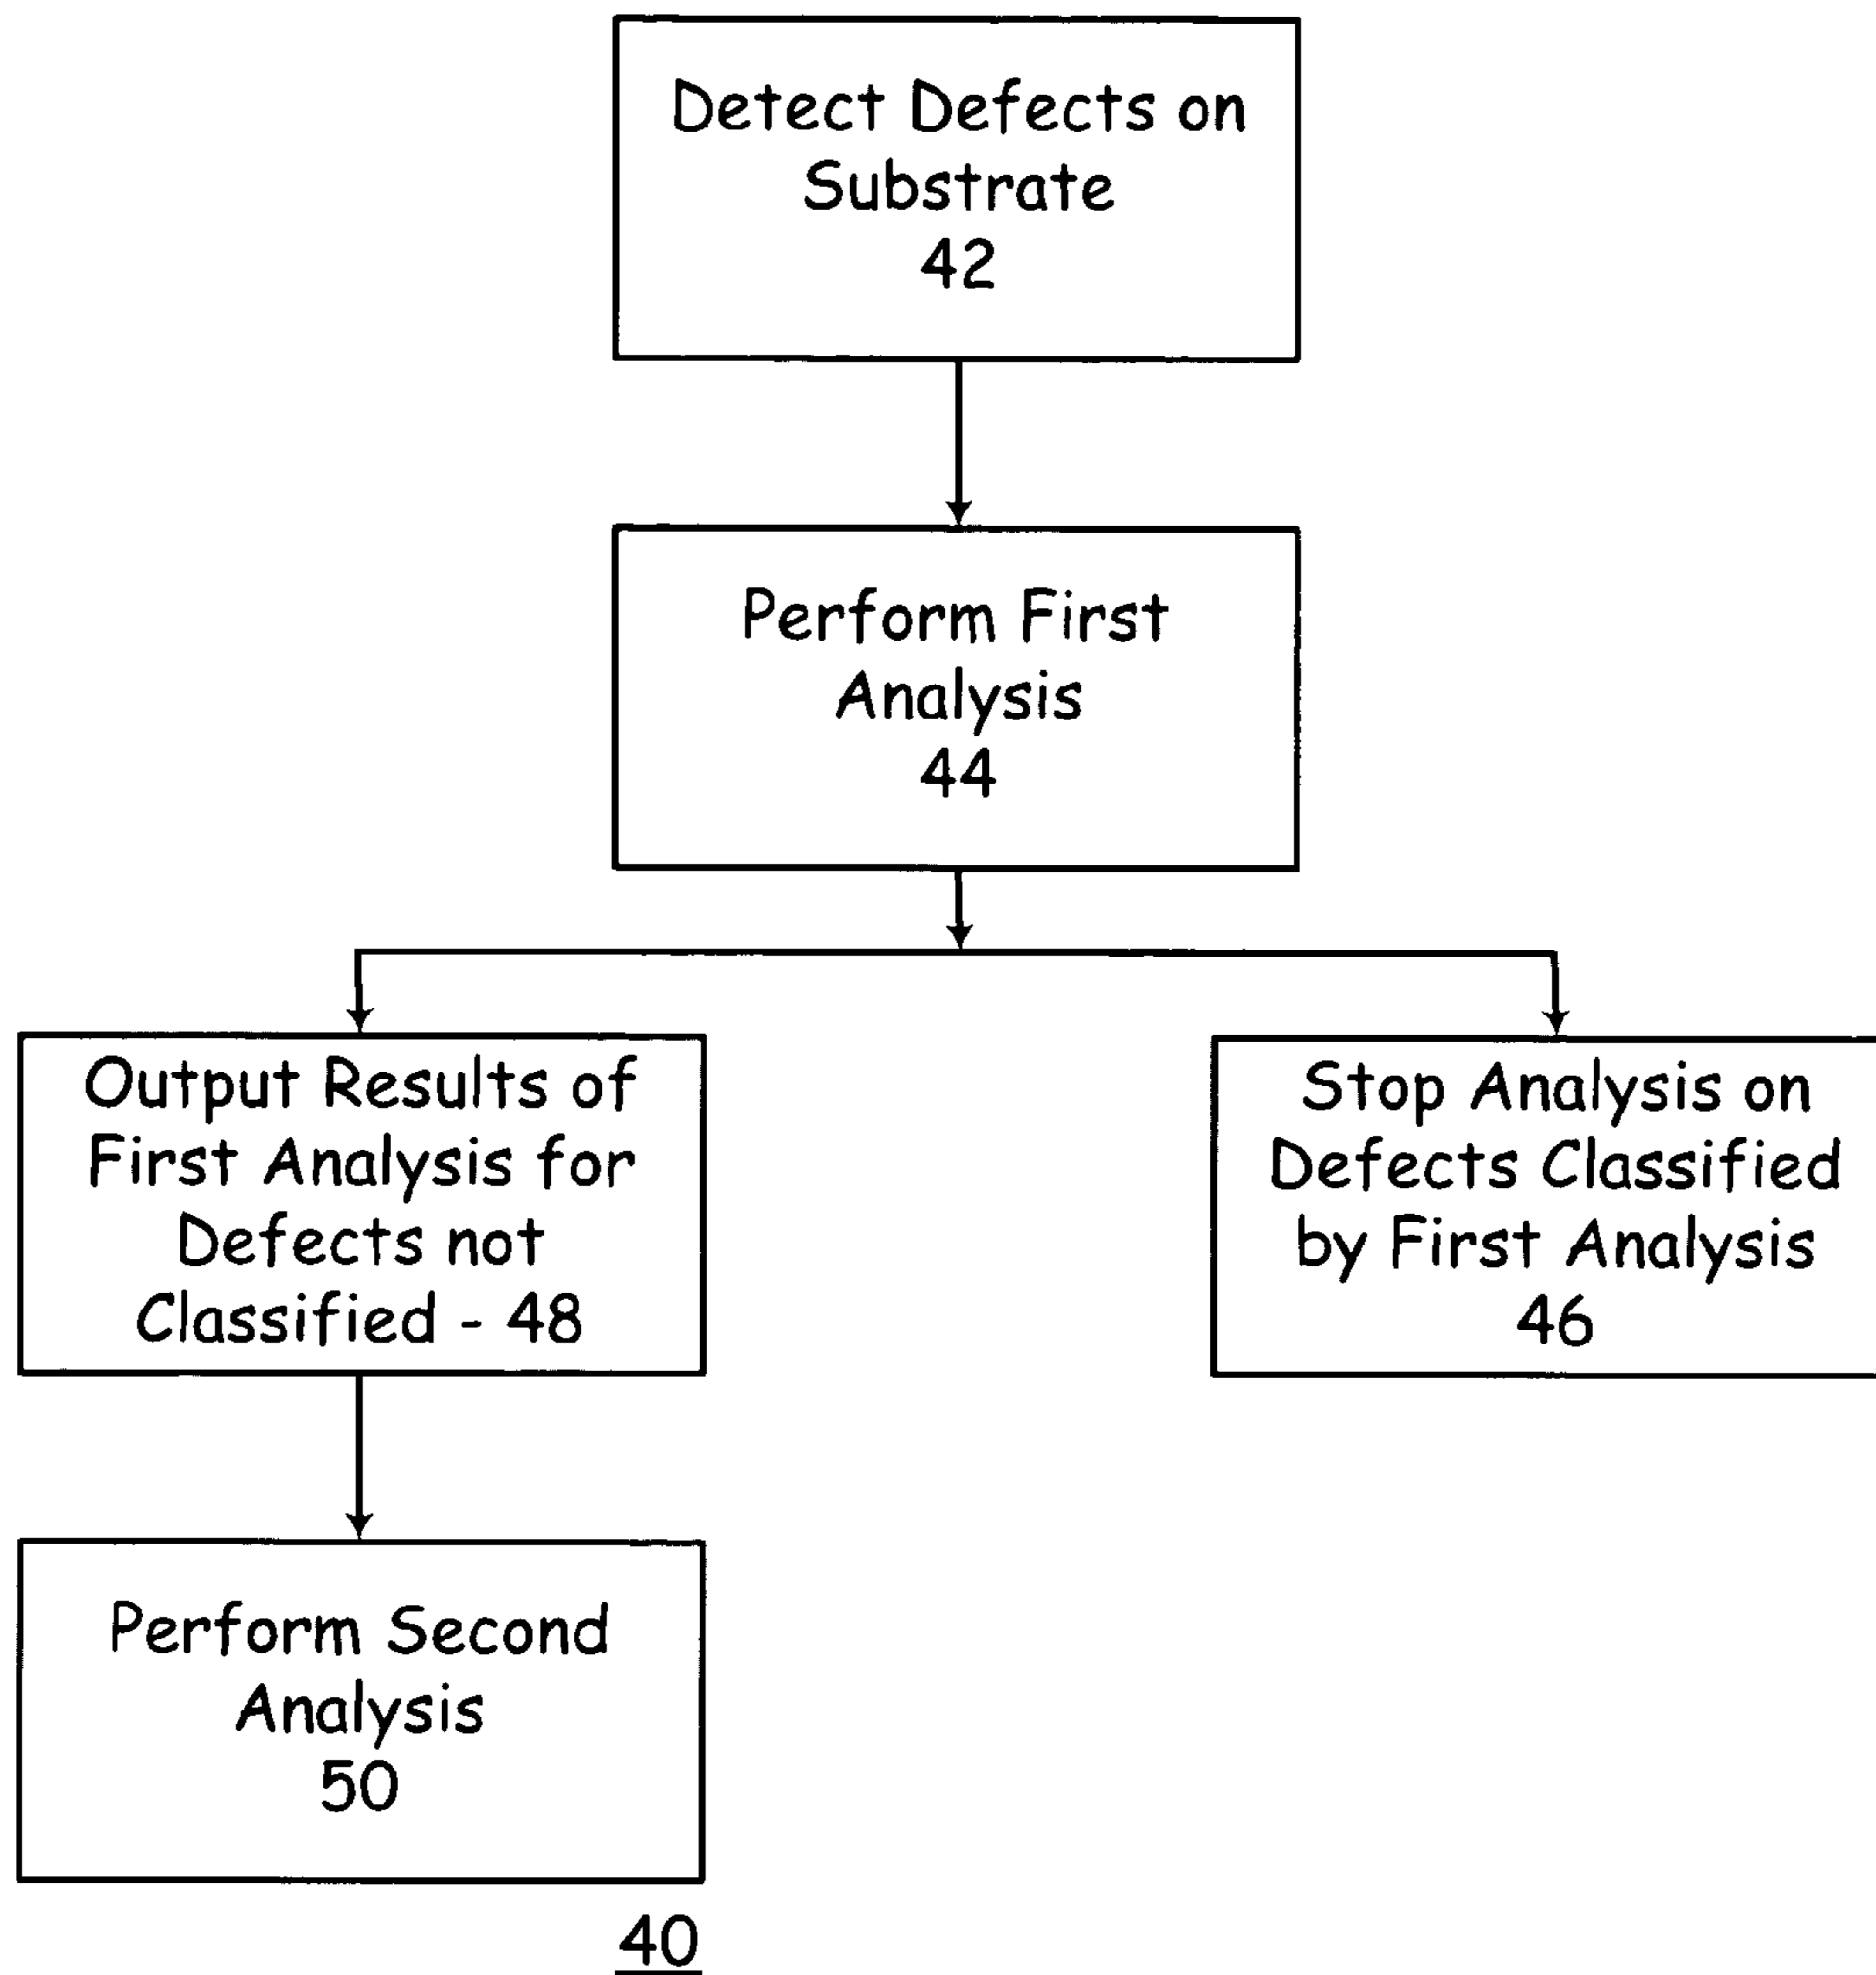 Detect Defects on
Substrate
42
Perform First
Analysis
44
Output Results of
First Analysis for
Defects not
Classified - 48
Stop Analysis on
Defects Classified
by First Analysis
46
Perform Second
Analysis
50
40